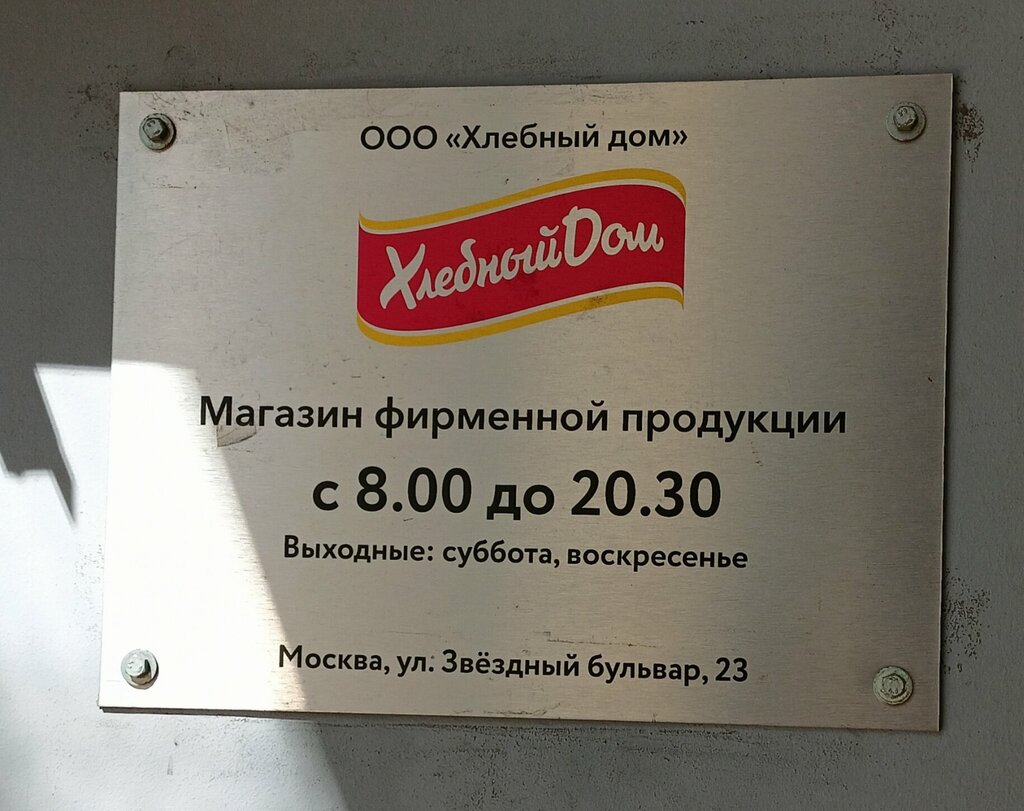 ООО «Хлебный дом»
Хлебный Дом
Магазин фирменной продукции
с 8.00 до 20.30
Выходные: суббота, воскресенье
Москва, ул. Звёздный бульвар, 23